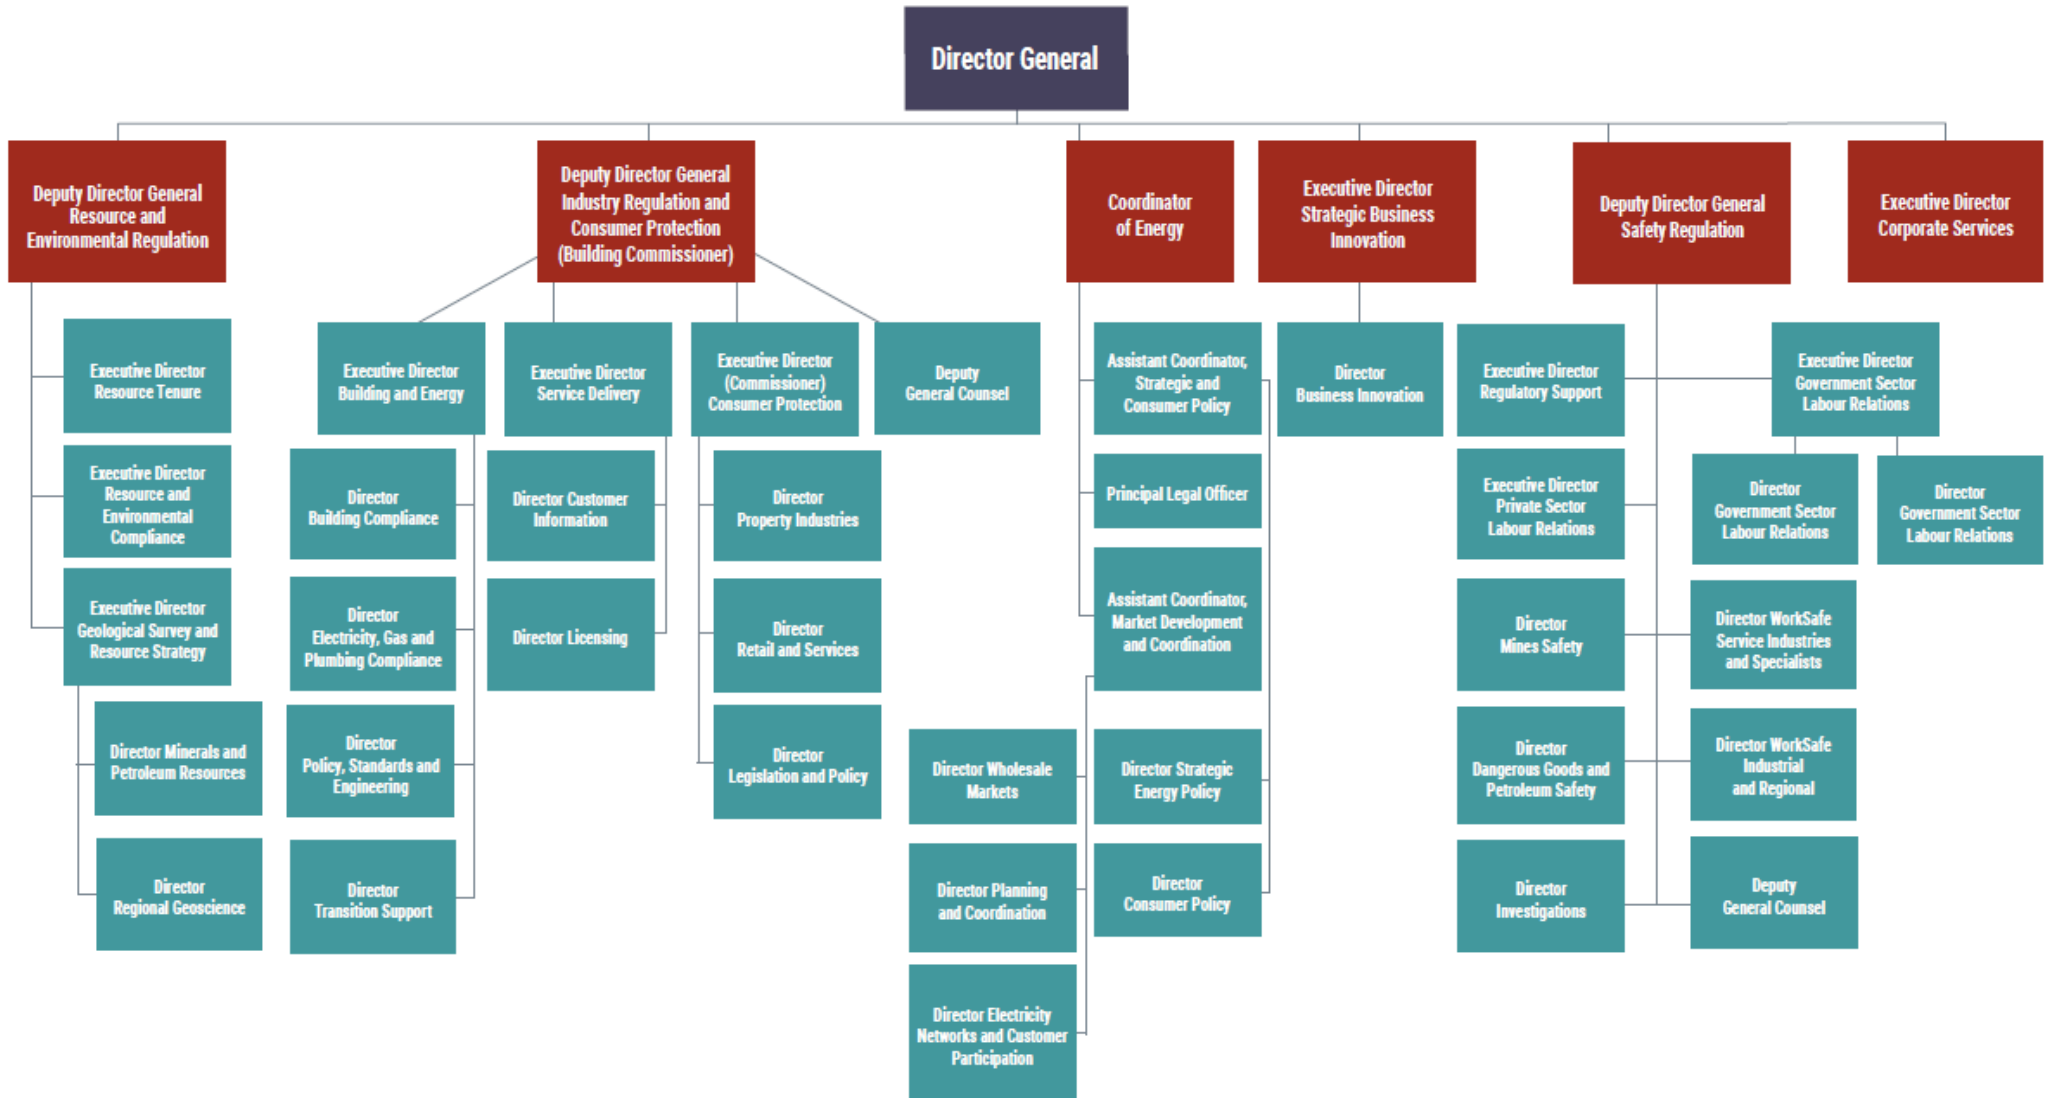 Director General
Deputy Director General
Resource and
Environmental Regulation
Deputy Director General
Industry Regulation and
Consumer Protection
(Building Commissioner)
Coordinator
of Energy
Executive Director
Strategic Business
Innovation
Deputy Director General
Safety Regulation
Executive Director
Corporate Services
Executive Director
Resource Tenure
Executive Director
Resource and
Environmental
Compliance
Executive Director
Geological Survey and
Resource Strategy
Director Minerals and
Petroleum Resources
Director
Regional Geoscience
Executive Director
Building and Energy
Director
Building Compliance
Director
Electricity, Gas and
Plumbing Compliance
Director
Policy, Standards and
Engineering
Director
Transition Support
Executive Director
Service Delivery
Director Customer
Information
Director Licensing
Executive Director
(Commissioner)
Consumer Protection
Director
Property Industries
Director
Retail and Services
Director
Legislation and Policy
Deputy
General Counsel
Assistant Coordinator,
Strategic and
Consumer Policy
Principal Legal Officer
Assistant Coordinator,
Market Development
and Coordination
Director Wholesale
Markets
Director Planning
and Coordination
Director Electricity
Networks and Customer
Participation
Director Strategic
Energy Policy
Director
Consumer Policy
Director
Business Innovation
Executive Director
Regulatory Support
Executive Director
Private Sector
Labour Relations
Director
Mines Safety
Director
Dangerous Goods and
Petroleum Safety
Director
Investigations
Executive Director
Government Sector
Labour Relations
Director
Government Sector
Labour Relations
Director
Government Sector
Labour Relations
Director WorkSafe
Service Industries
and Specialists
Director WorkSafe
Industrial
and Regional
Deputy
General Counsel